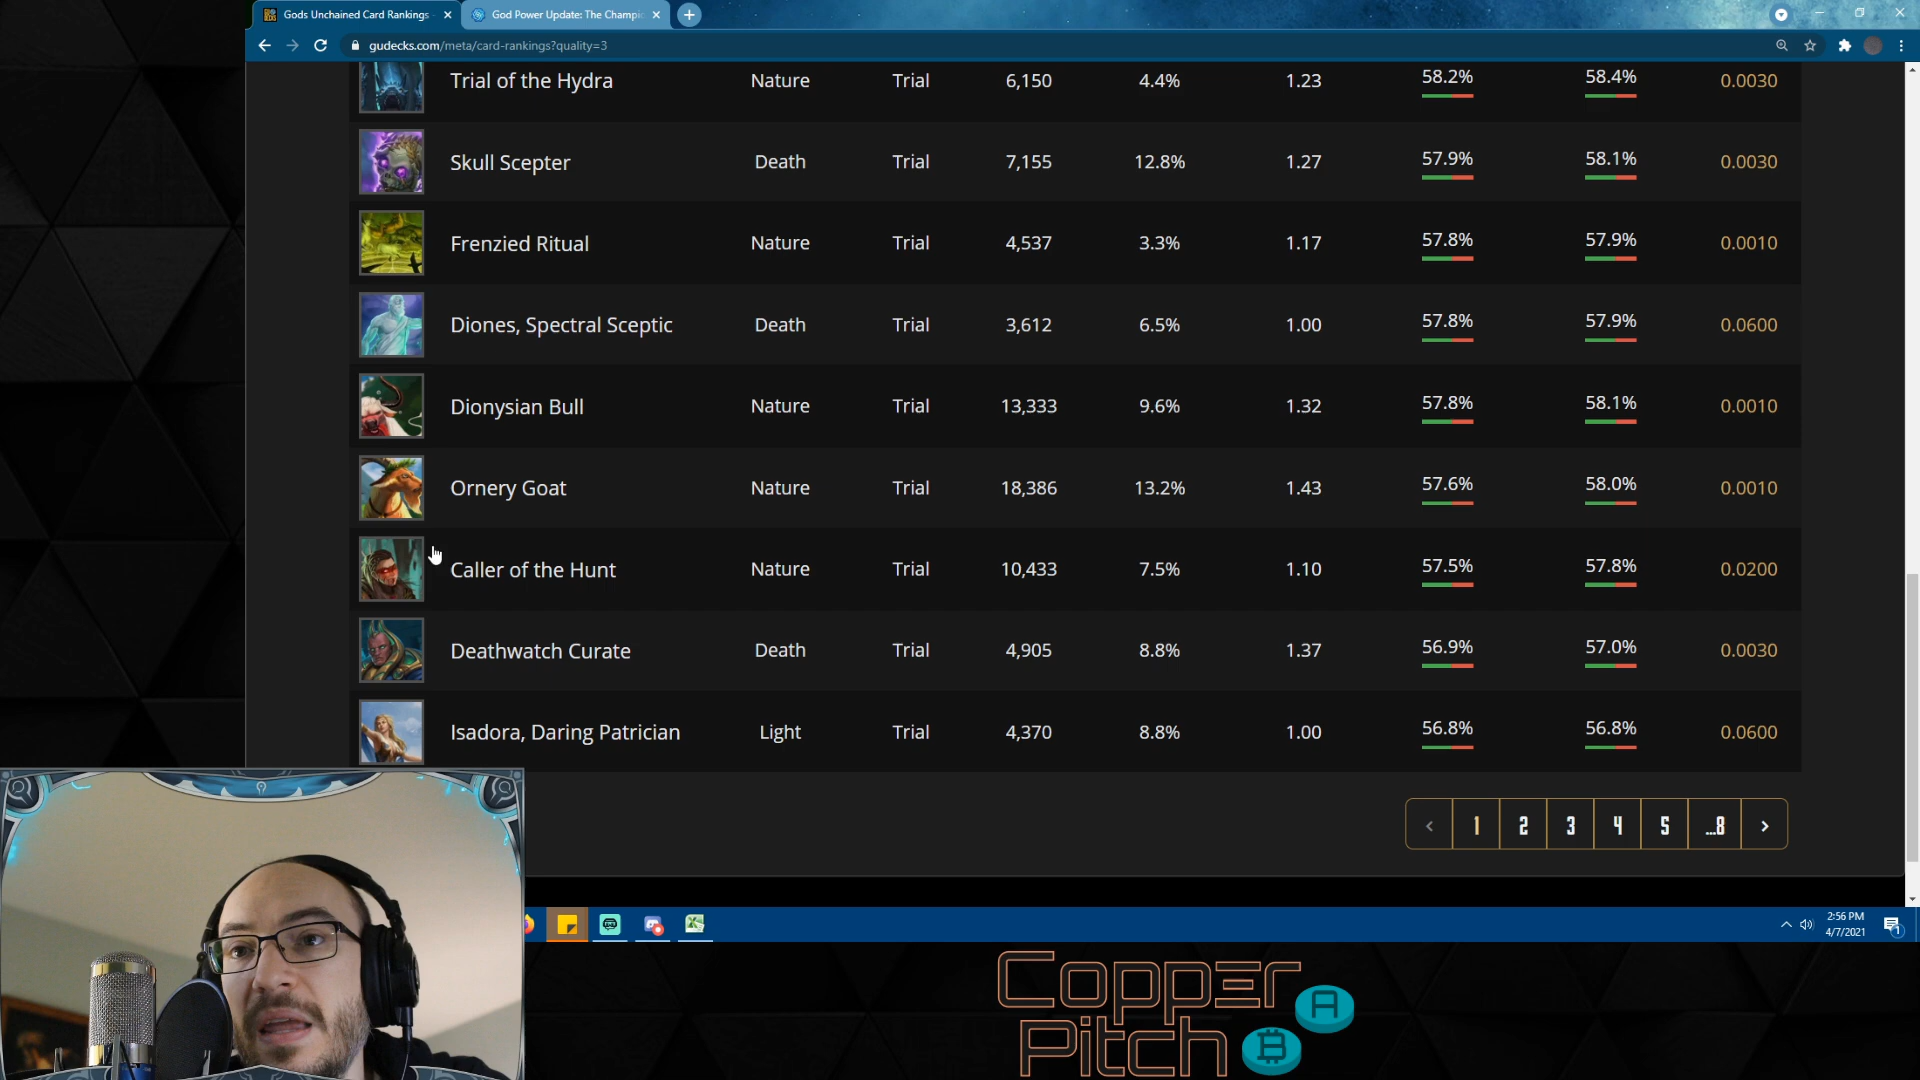 Gods Unchained Card Rankings
God Power Update: The Champi
gudecks.com/meta/card-rankings?quality=3
Trial of the Hydra Nature Trial 6,150 4.4% 1.23 58.2% 58.4% 0.0030
Skull Scepter Death Trial 7,155 12.8% 1.27 57.9% 58.1% 0.0030
Frenzied Ritual Nature Trial 4,537 3.3% 1.17 57.8% 57.9% 0.0010
Diones, Spectral Sceptic Death Trial 3,612 6.5% 1.00 57.8% 57.9% 0.0600
Dionysian Bull Nature Trial 13,333 9.6% 1.32 57.8% 58.1% 0.0010
Ornery Goat Nature Trial 18,386 13.2% 1.43 57.6% 58.0% 0.0010
Caller of the Hunt Nature Trial 10,433 7.5% 1.10 57.5% 57.8% 0.0200
Deathwatch Curate Death Trial 4,905 8.8% 1.37 56.9% 57.0% 0.0030
Isadora, Daring Patrician Light Trial 4,370 8.8% 1.00 56.8% 56.8% 0.0600
< 1 2 3 4 5 ...8 >
2:56 PM
4/7/2021
1
Copper
Pitch
A
B